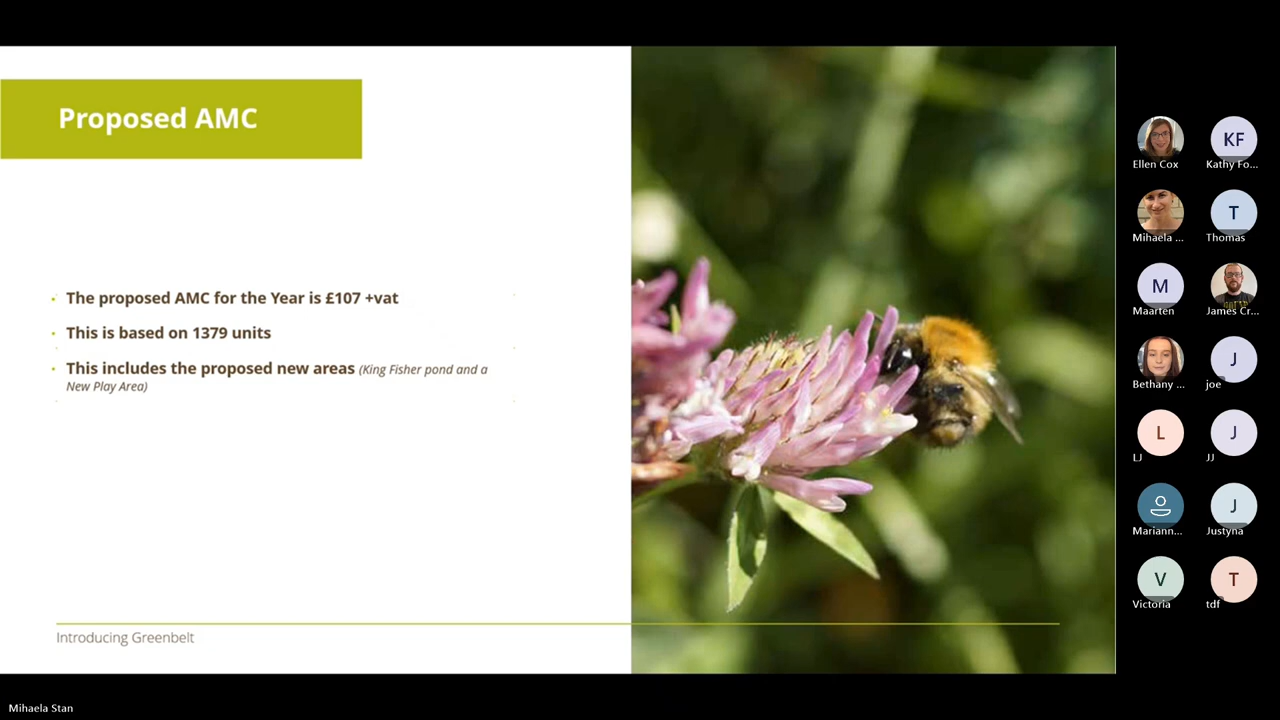 Proposed AMC
The proposed AMC for the Year is £107 +vat
This is based on 1379 units
This includes the proposed new areas (King Fisher pond and a
New Play Area)
Introducing Greenbelt
Ellen Cox
KF
Kathy Fo...
Mihaela ...
T
Thomas
M
Maarten
James Cr...
Bethany ...
J
joe
L
LJ
J
JJ
Mariann...
J
Justyna
V
Victoria
T
tdf
Mihaela Stan